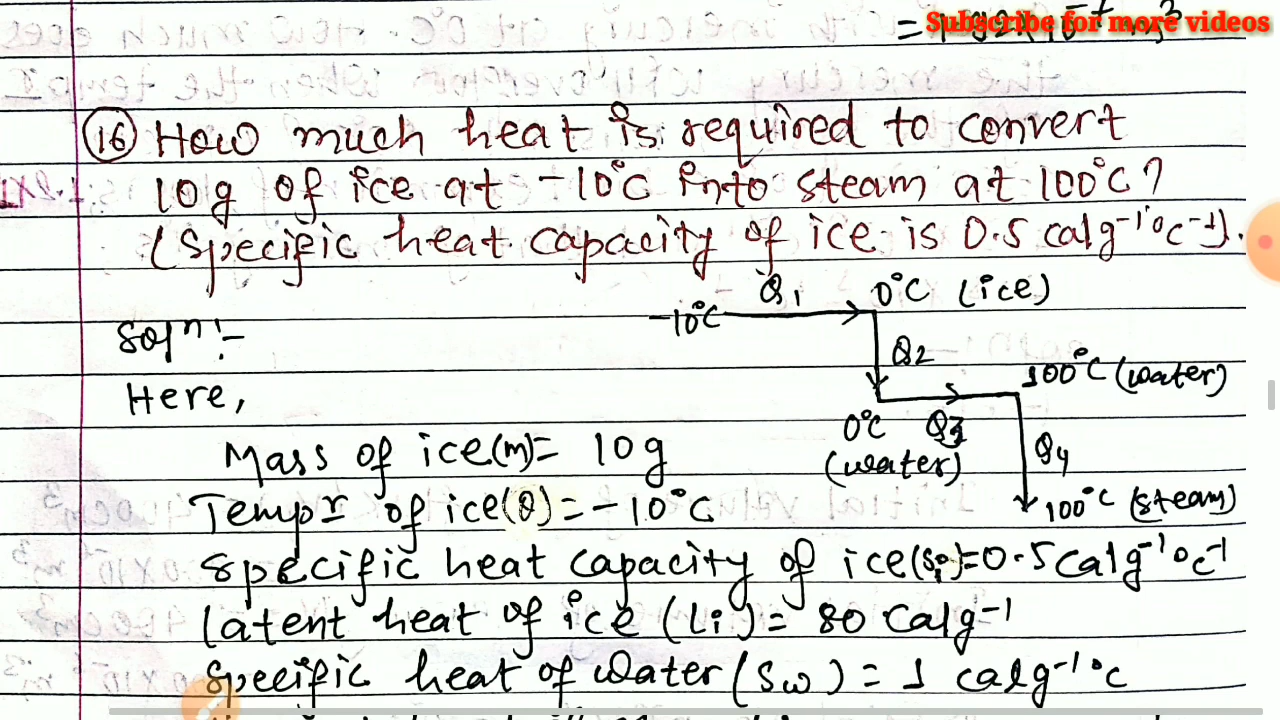 Subscribe for more videos
(16) How much heat is required to convert
10g of ice at -10°C into steam at 100°C?
(Specific heat capacity of ice is 0.5 cal g⁻¹ °C⁻¹).
-10°C Q1 0°C (ice)
Q2
0°C (water) Q3 100°C (water)
Q4
100°C (steam)
Solⁿ:-
Here,
Mass of ice(m)= 10g
Tempr of ice(θ)= -10°C
Specific heat capacity of ice(si)=0.5 cal g⁻¹ °C⁻¹
Latent heat of ice (Li)= 80 Cal g⁻¹
Specific heat of water (Sw) = 1 cal g⁻¹ °C